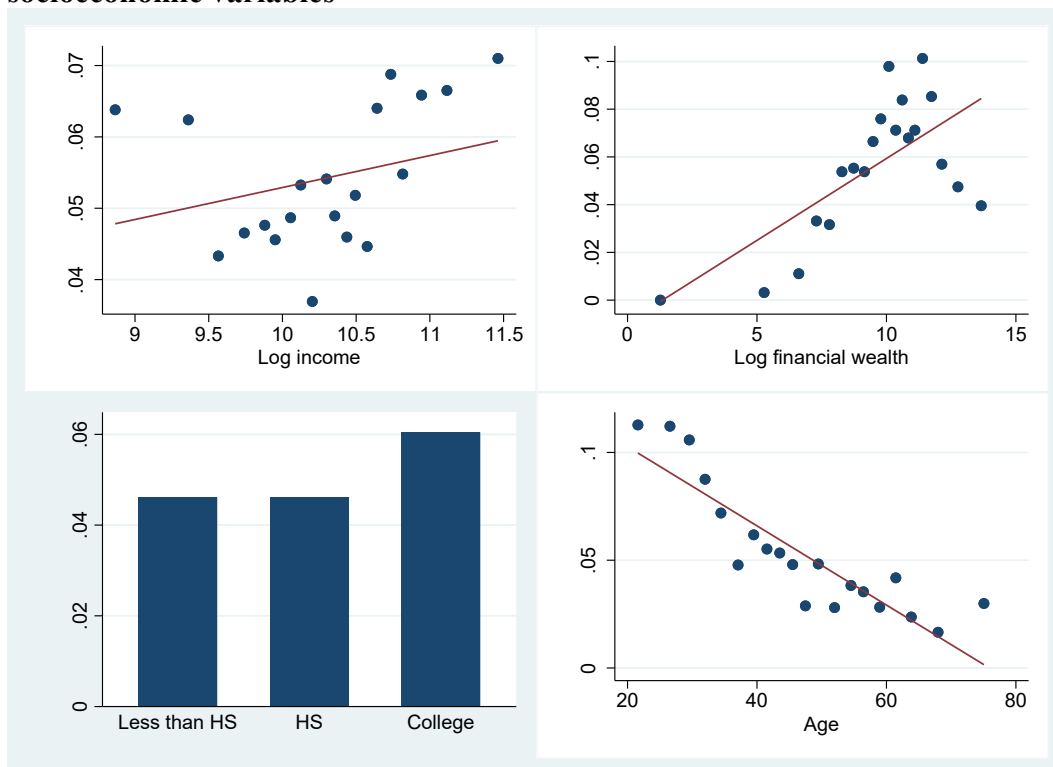 socioeconomic variables
.07
.06
.05
.04
9 9.5 10 10.5 11 11.5
Log income
.1
.08
.06
.04
.02
0
0 5 10 15
Log financial wealth
.06
.04
.02
0
Less than HS HS College
.1
.05
0
20 40 60 80
Age